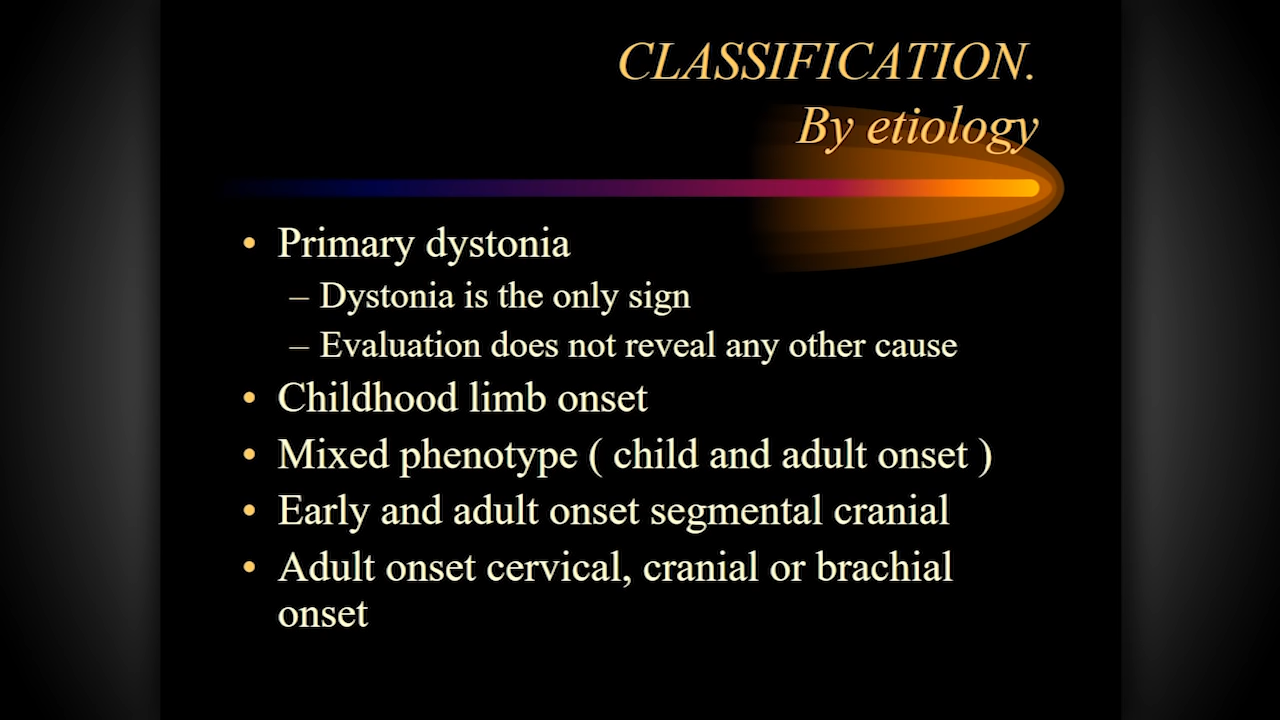 CLASSIFICATION.
By etiology
• Primary dystonia
– Dystonia is the only sign
– Evaluation does not reveal any other cause
• Childhood limb onset
• Mixed phenotype ( child and adult onset )
• Early and adult onset segmental cranial
• Adult onset cervical, cranial or brachial
onset